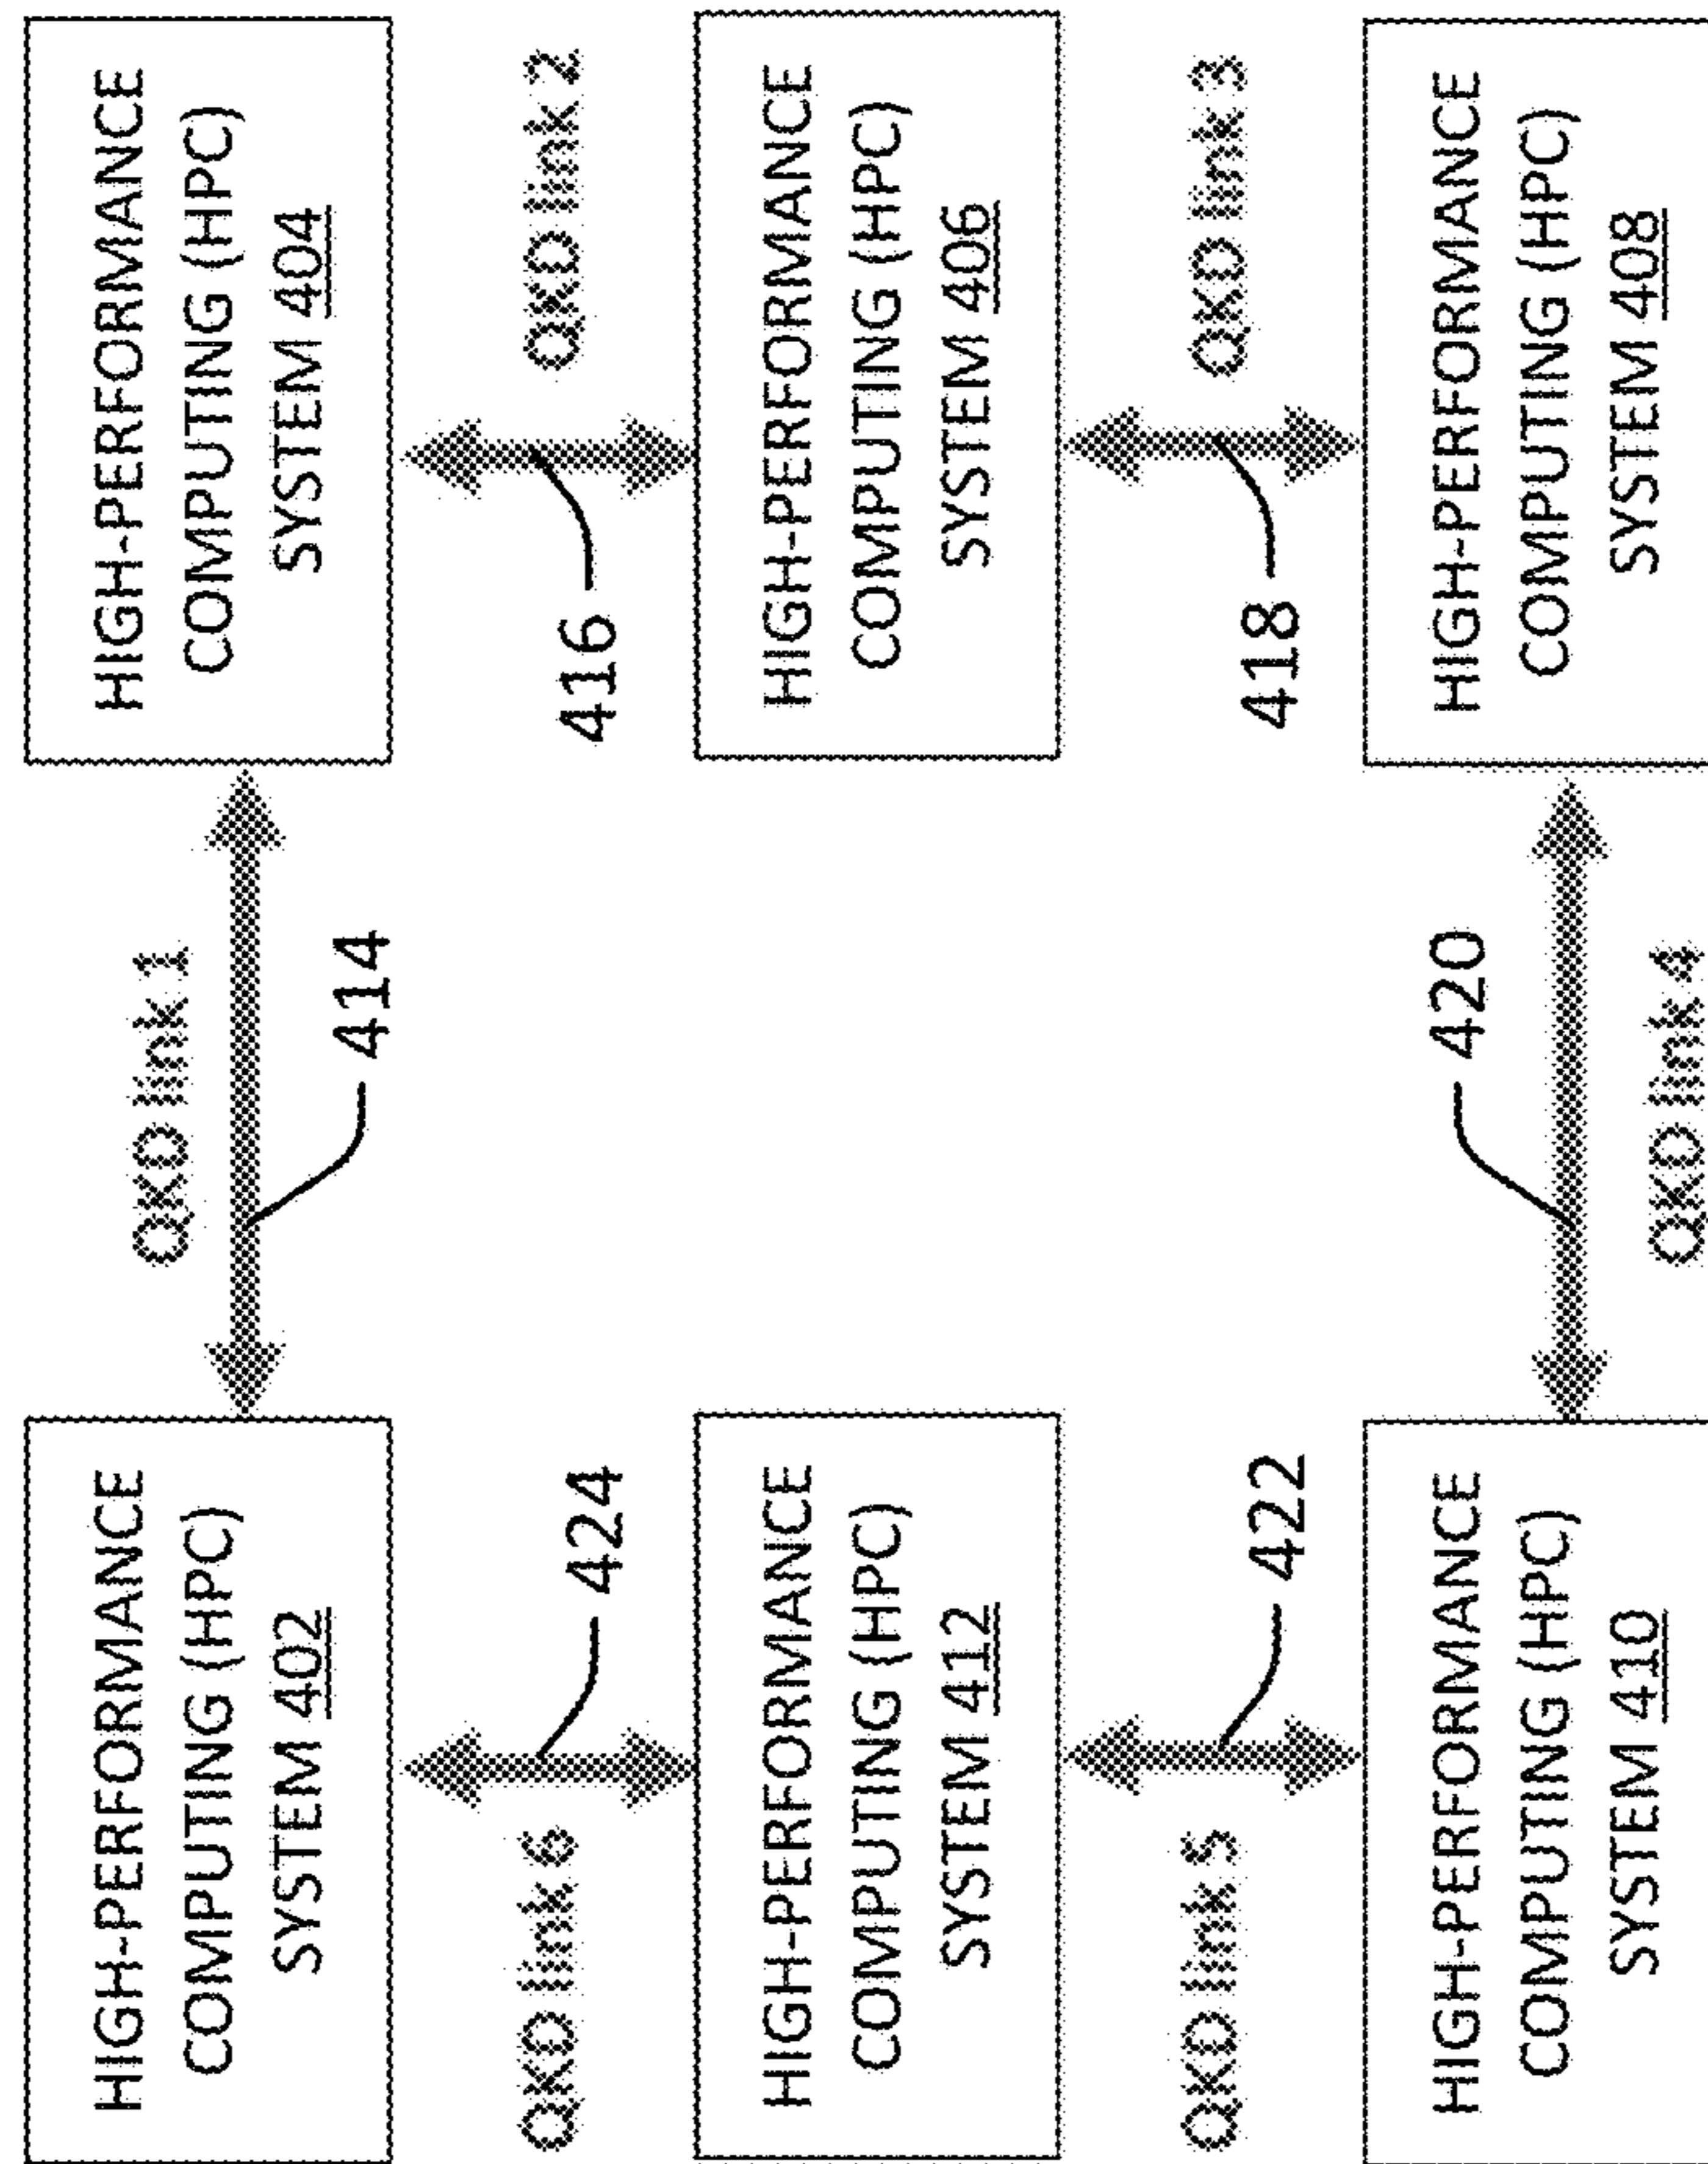 HIGH-PERFORMANCE
COMPUTING (HPC)
SYSTEM 402
QKD link 1
414
HIGH-PERFORMANCE
COMPUTING (HPC)
SYSTEM 404
QKD link 6
424
416
QKD link 2
HIGH-PERFORMANCE
COMPUTING (HPC)
SYSTEM 412
HIGH-PERFORMANCE
COMPUTING (HPC)
SYSTEM 406
QKD link 5
422
418
QKD link 3
HIGH-PERFORMANCE
COMPUTING (HPC)
SYSTEM 410
420
QKD link 4
HIGH-PERFORMANCE
COMPUTING (HPC)
SYSTEM 408